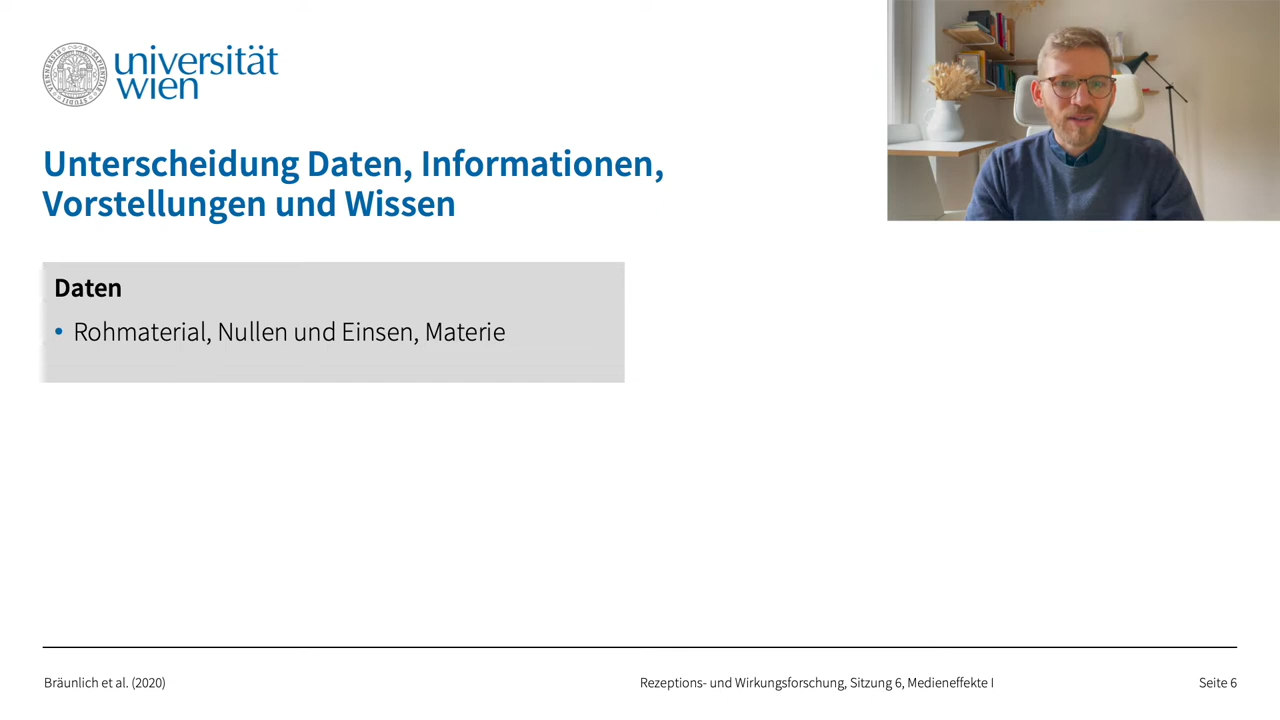 universität
wien
Unterscheidung Daten, Informationen,
Vorstellungen und Wissen
Daten
• Rohmaterial, Nullen und Einsen, Materie
Bräunlich et al. (2020)
Rezeptions- und Wirkungsforschung, Sitzung 6, Medieneffekte I
Seite 6